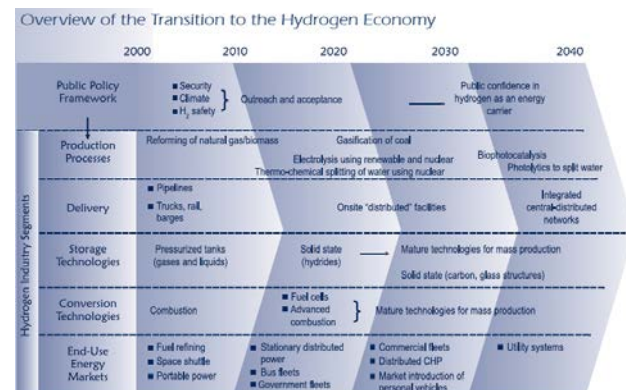 Overview of the Transition to the Hydrogen Economy
2000 2010 2020 2030 2040
Public Policy
Framework
■ Security
■ Climate
■ H2 safety
Outreach and acceptance
Public confidence in
hydrogen as an energy
carrier
Hydrogen Industry Segments
Production
Processes
Reforming of natural gas/biomass
Gasification of coal
Electrolysis using renewable and nuclear
Thermo-chemical splitting of water using nuclear
Biophotocatalysis
Photolytics to split water
Delivery
■ Pipelines
■ Trucks, rail,
barges
Onsite "distributed" facilities
Integrated
central-distributed
networks
Storage
Technologies
Pressurized tanks
(gases and liquids)
Solid state
(hydrides)
Mature technologies for mass production
Solid state (carbon, glass structures)
Conversion
Technologies
Combustion
■ Fuel cells
■ Advanced
combustion
Mature technologies for mass production
End-Use
Energy
Markets
■ Fuel refining
■ Space shuttle
■ Portable power
■ Stationary distributed
power
■ Bus fleets
■ Government fleets
■ Commercial fleets
■ Distributed CHP
■ Market introduction of
personal vehicles
■ Utility systems